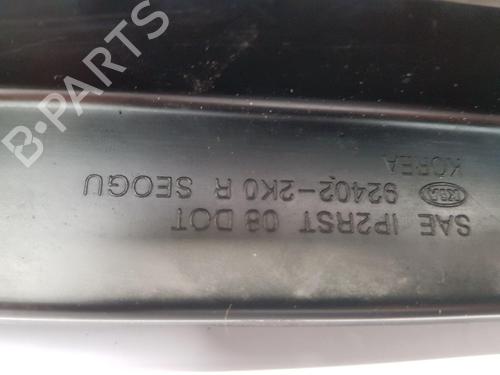 SAE IP2RST 08 DOT
92402-2K0 R SEOGU
KOREA
B-PARTS